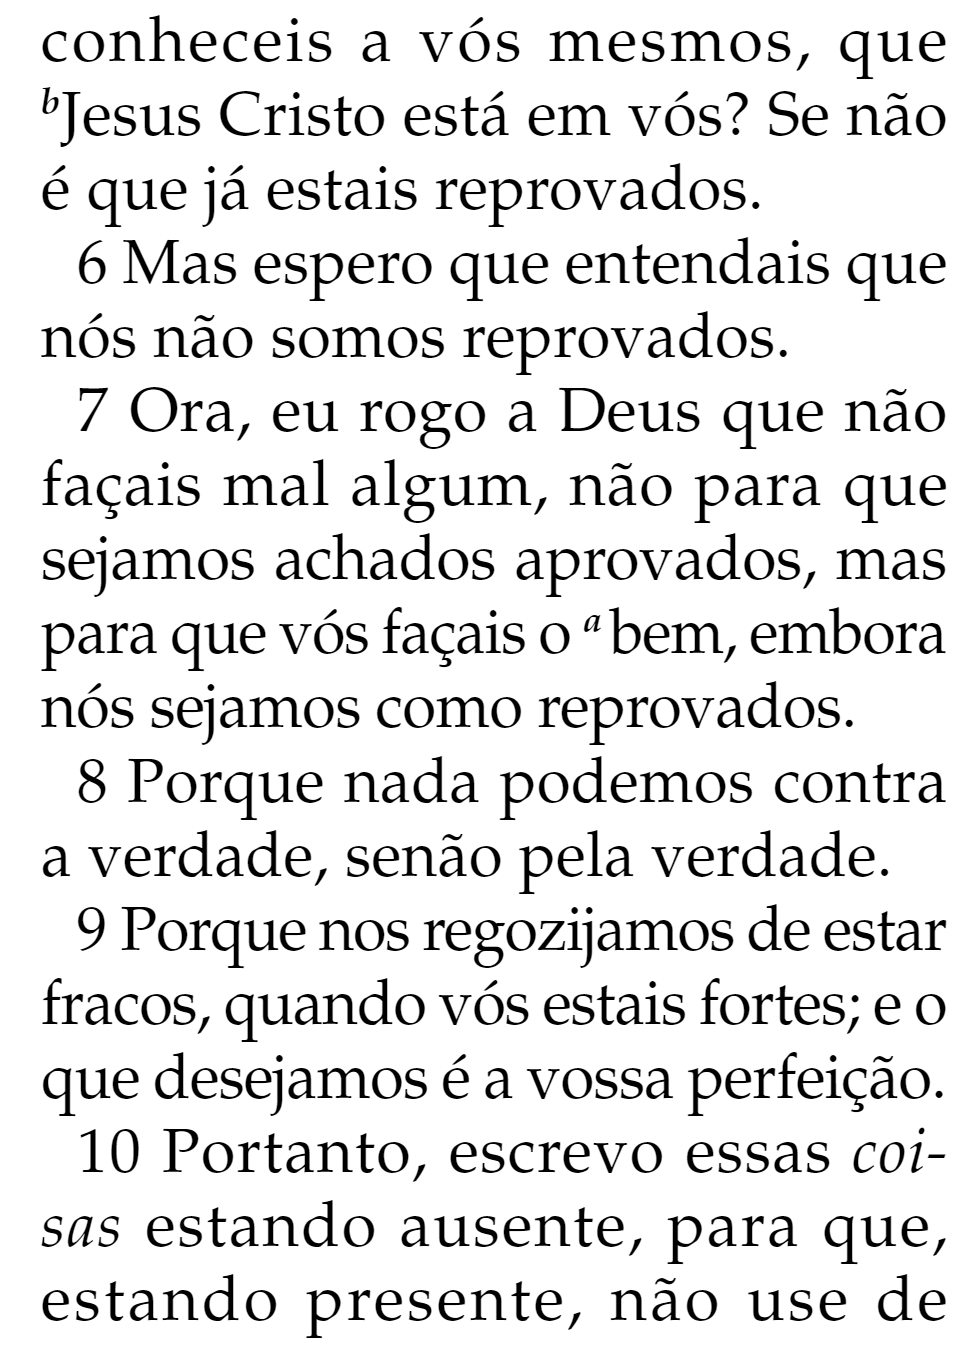 conheceis a vós mesmos, que
bJesus Cristo está em vós? Se não
é que já estais reprovados.
6 Mas espero que entendais que
nós não somos reprovados.
7 Ora, eu rogo a Deus que não
façais mal algum, não para que
sejamos achados aprovados, mas
para que vós façais o a bem, embora
nós sejamos como reprovados.
8 Porque nada podemos contra
a verdade, senão pela verdade.
9 Porque nos regozijamos de estar
fracos, quando vós estais fortes; e o
que desejamos é a vossa perfeição.
10 Portanto, escrevo essas coi-
sas estando ausente, para que,
estando presente, não use de